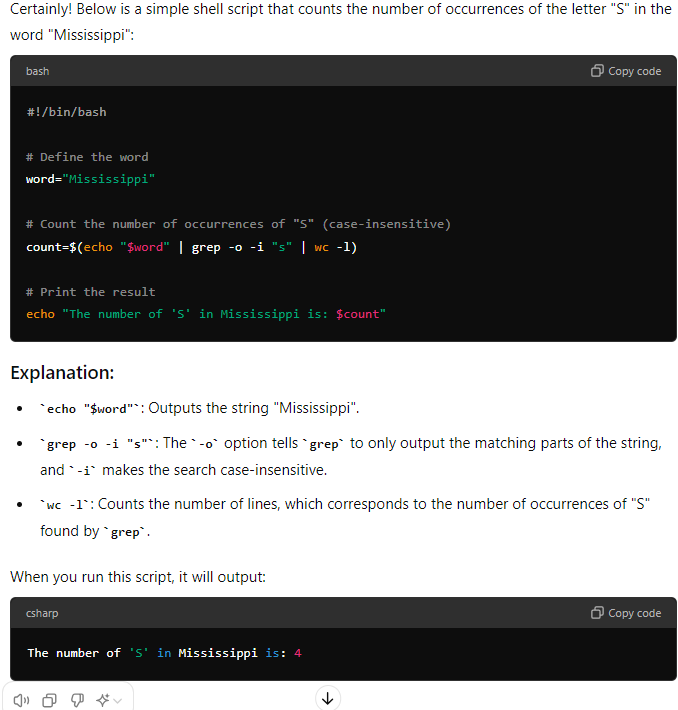 Certainly! Below is a simple shell script that counts the number of occurrences of the letter "S" in the
word "Mississippi":
bash
Copy code
#!/bin/bash
# Define the word
word="Mississippi"
# Count the number of occurrences of "S" (case-insensitive)
count=$(echo "$word" | grep -o -i "s" | wc -l)
# Print the result
echo "The number of 'S' in Mississippi is: $count"
Explanation:
• `echo "$word"`: Outputs the string "Mississippi".
• `grep -o -i "s"`: The `-o` option tells `grep` to only output the matching parts of the string,
and `-i` makes the search case-insensitive.
• `wc -l`: Counts the number of lines, which corresponds to the number of occurrences of "S"
found by `grep`.
When you run this script, it will output:
csharp
Copy code
The number of 'S' in Mississippi is: 4